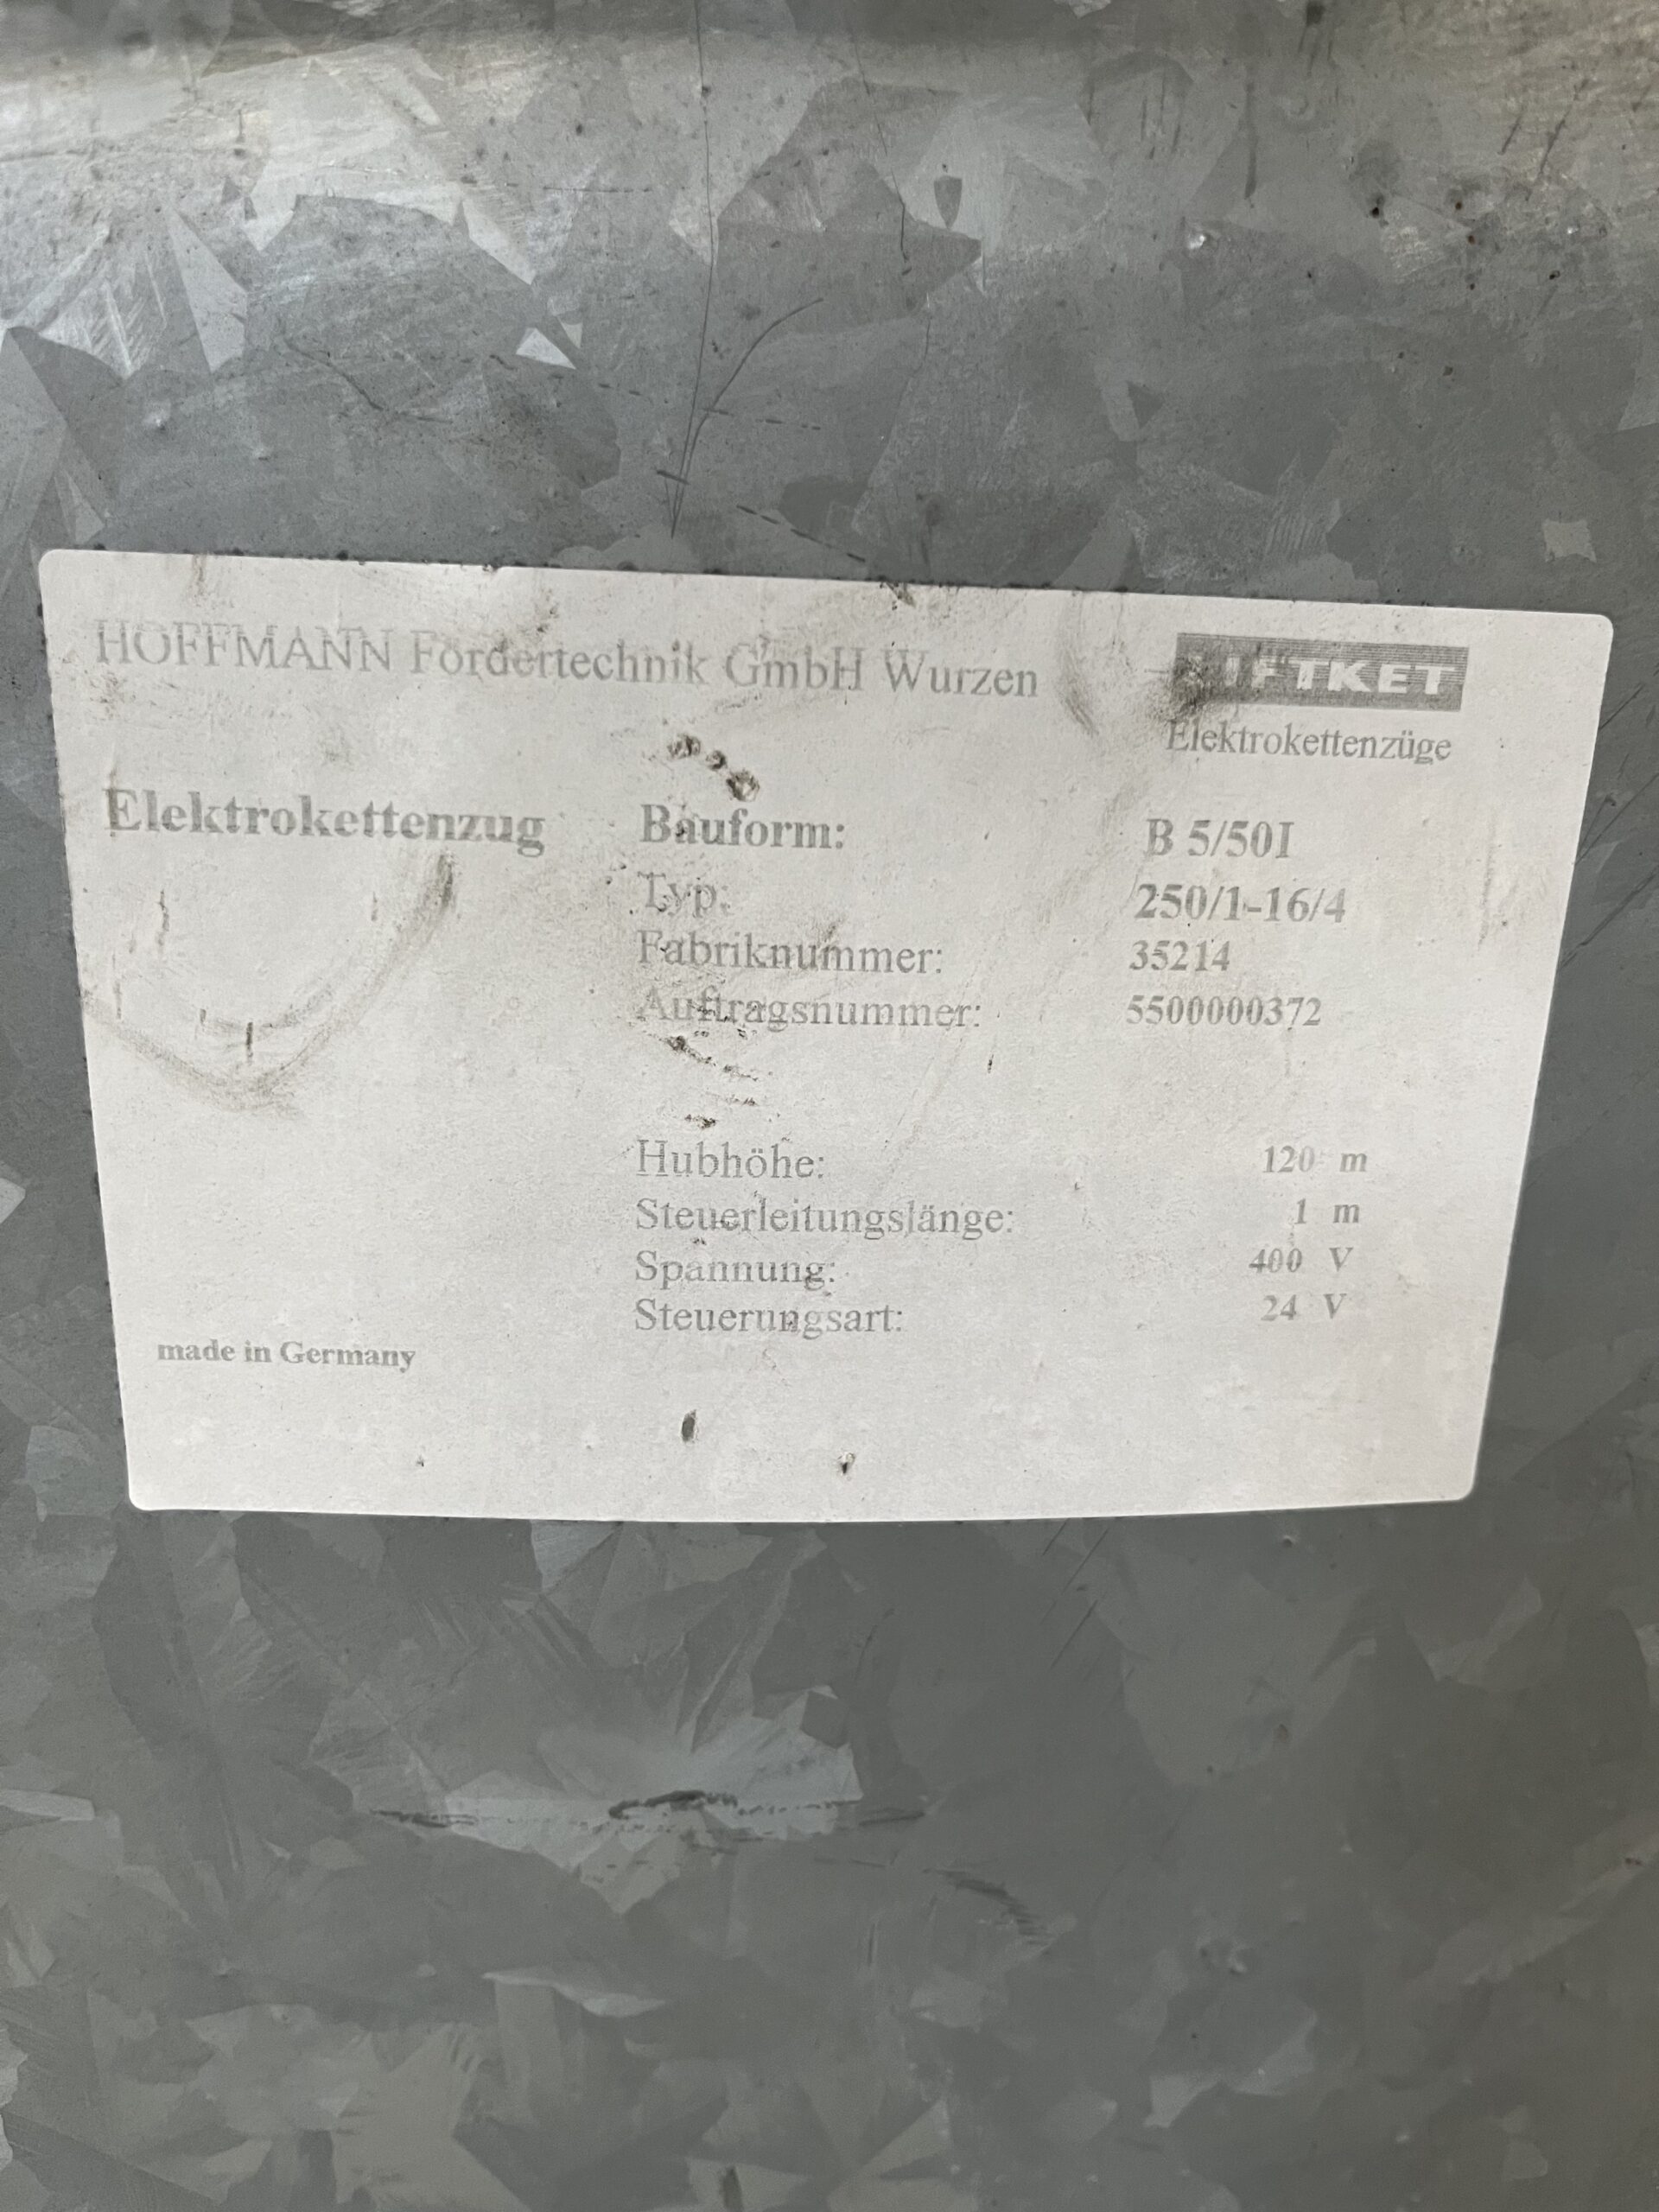 HOFFMANN Fördertechnik GmbH Wurzen
LIFTKET
Elektrokettenzüge
Elektrokettenzug
Bauform: B 5/50I
Typ: 250/1-16/4
Fabriknummer: 35214
Auftragsnummer: 5500000372
Hubhöhe: 120 m
Steuerleitungslänge: 1 m
Spannung: 400 V
Steuerungsart: 24 V
made in Germany